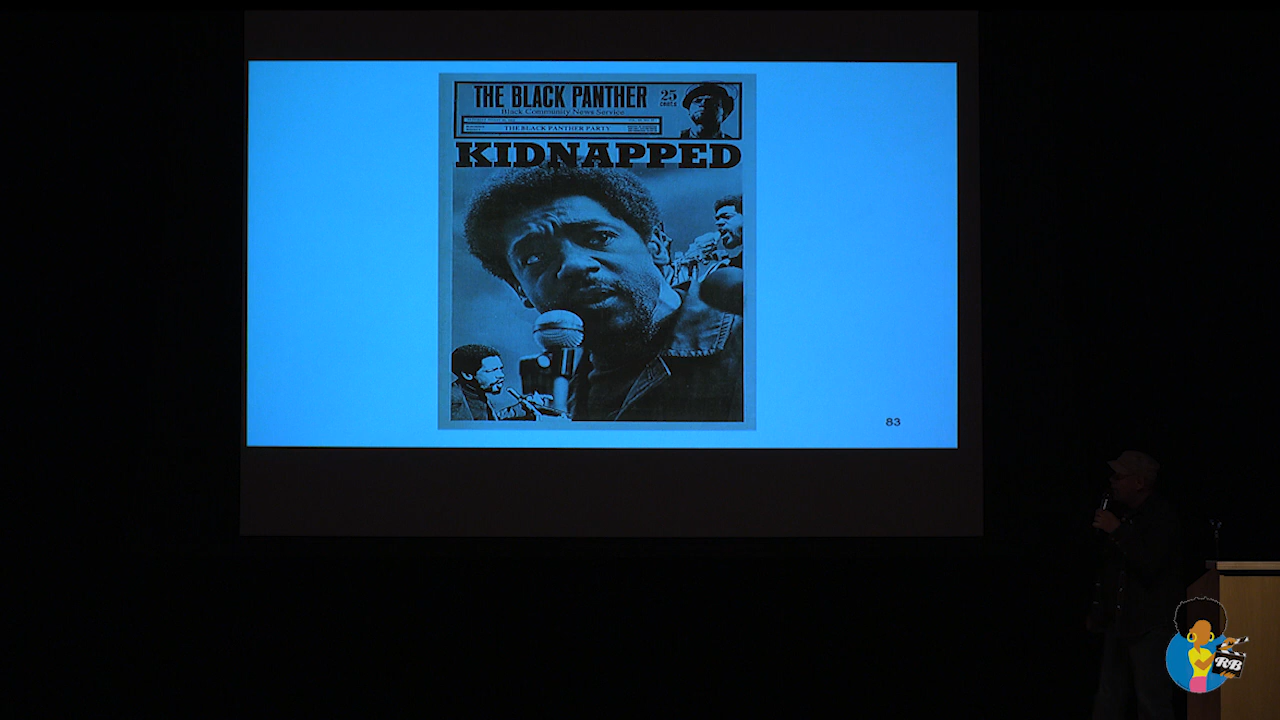 THE BLACK PANTHER
25
cents
Black Community News Service
THE BLACK PANTHER PARTY
KIDNAPPED
83
RB